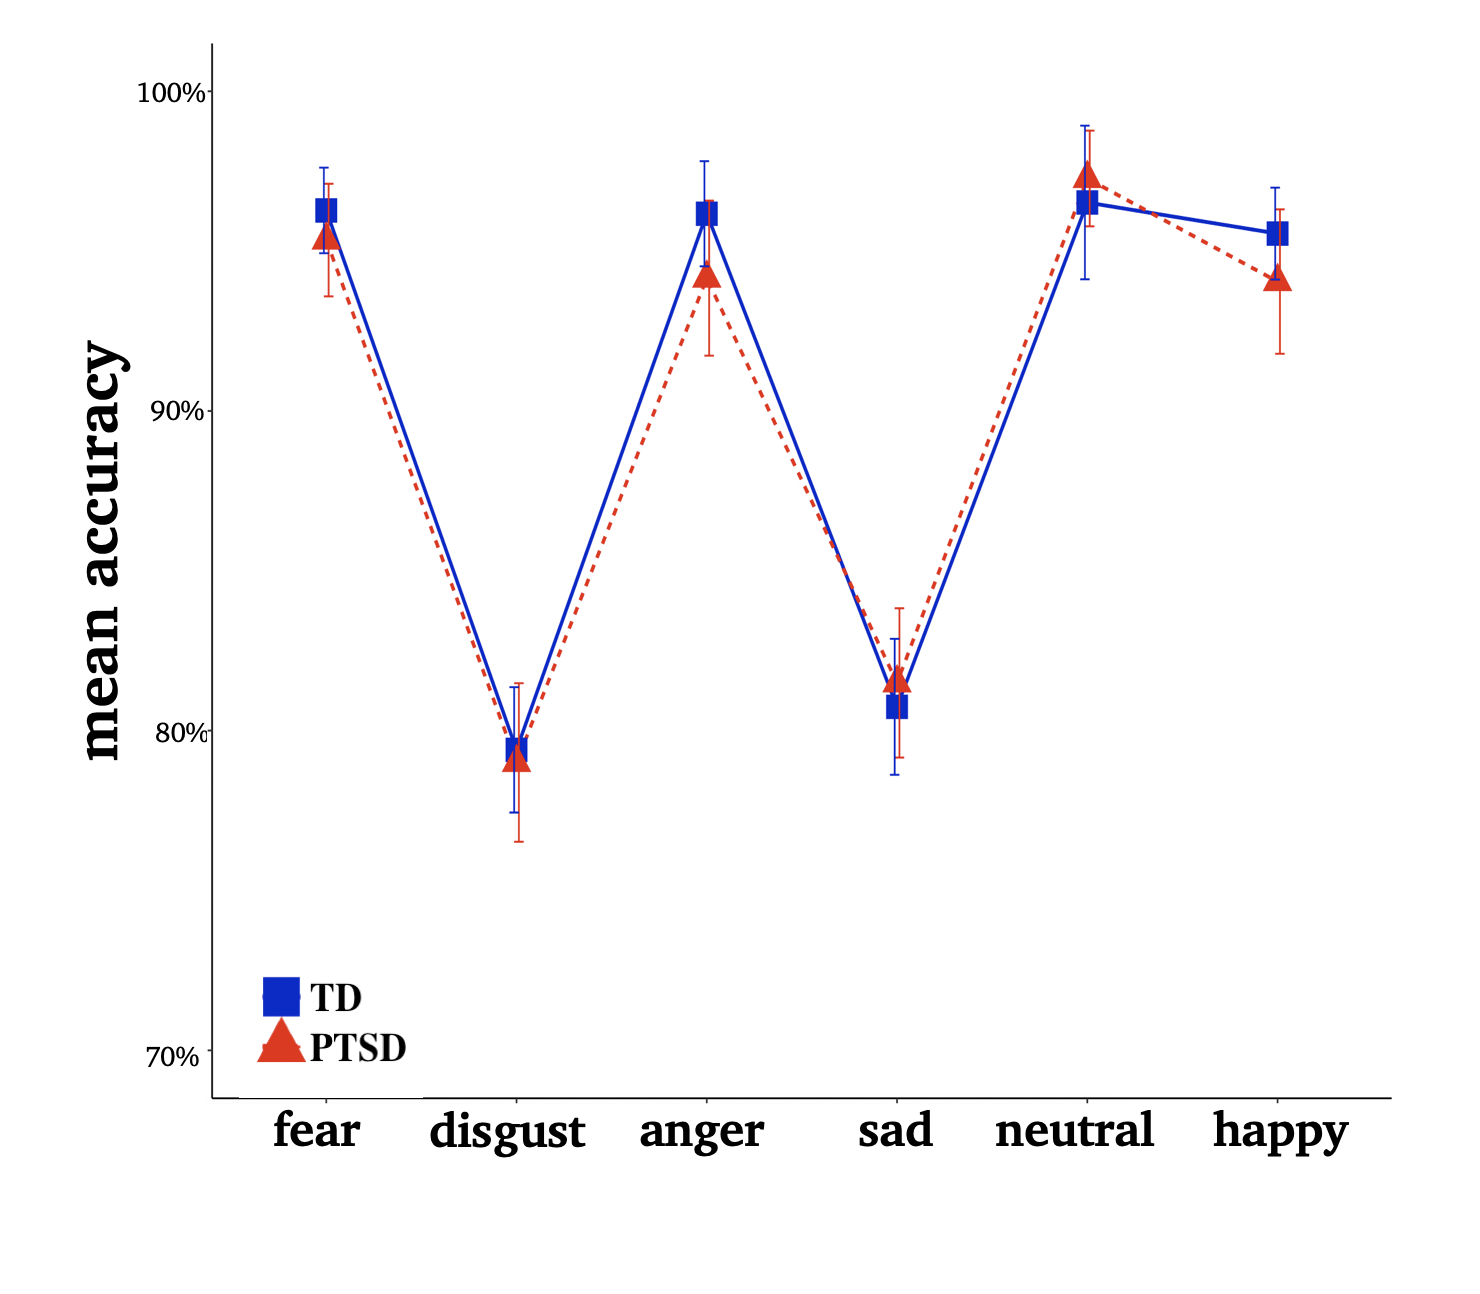 100%
90%
80%
70%
mean accuracy
TD
PTSD
fear disgust anger sad neutral happy